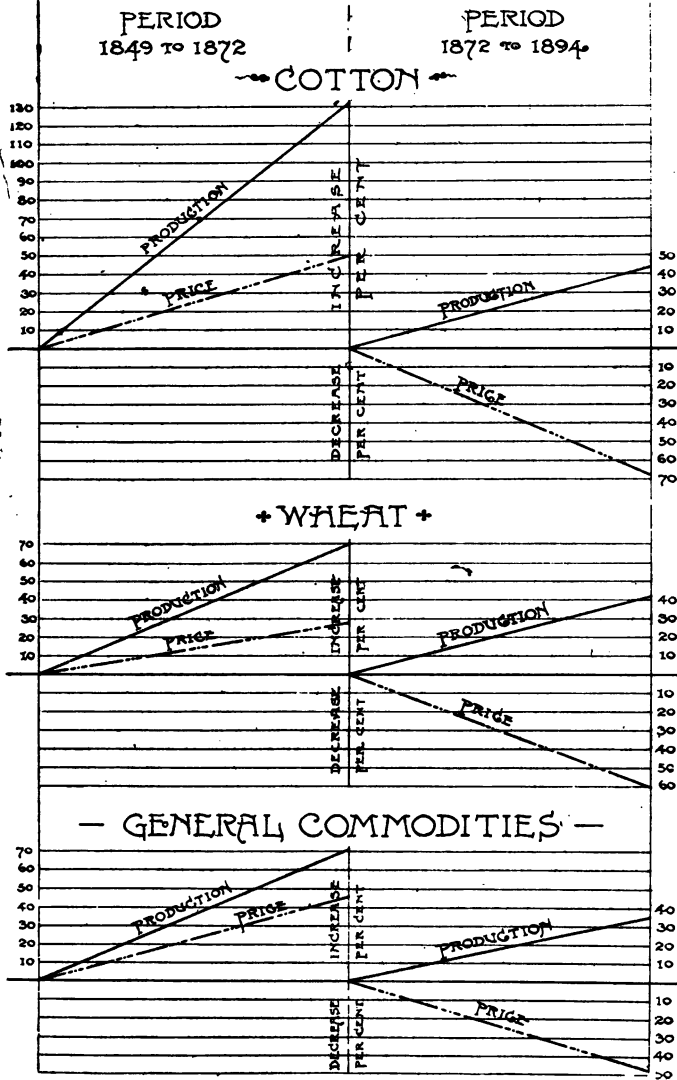 PERIOD
1849 TO 1872
PERIOD
1872 TO 1894
COTTON
130
120
110
100
90
80
70
60
50
40
30
20
10
PRODUCTION
PRICE
INCREASE
PER CENT
DECREASE
PER CENT
PRODUCTION
PRICE
50
40
30
20
10
10
20
30
40
50
60
70
+ WHEAT +
70
60
50
40
30
20
10
PRODUCTION
PRICE
INCREASE
PER CENT
DECREASE
PER CENT
PRODUCTION
PRICE
40
30
20
10
10
20
30
40
50
60
— GENERAL COMMODITIES —
70
60
50
40
30
20
10
PRODUCTION
PRICE
INCREASE
PER CENT
DECREASE
PER CENT
PRODUCTION
PRICE
40
30
20
10
10
20
30
40
50